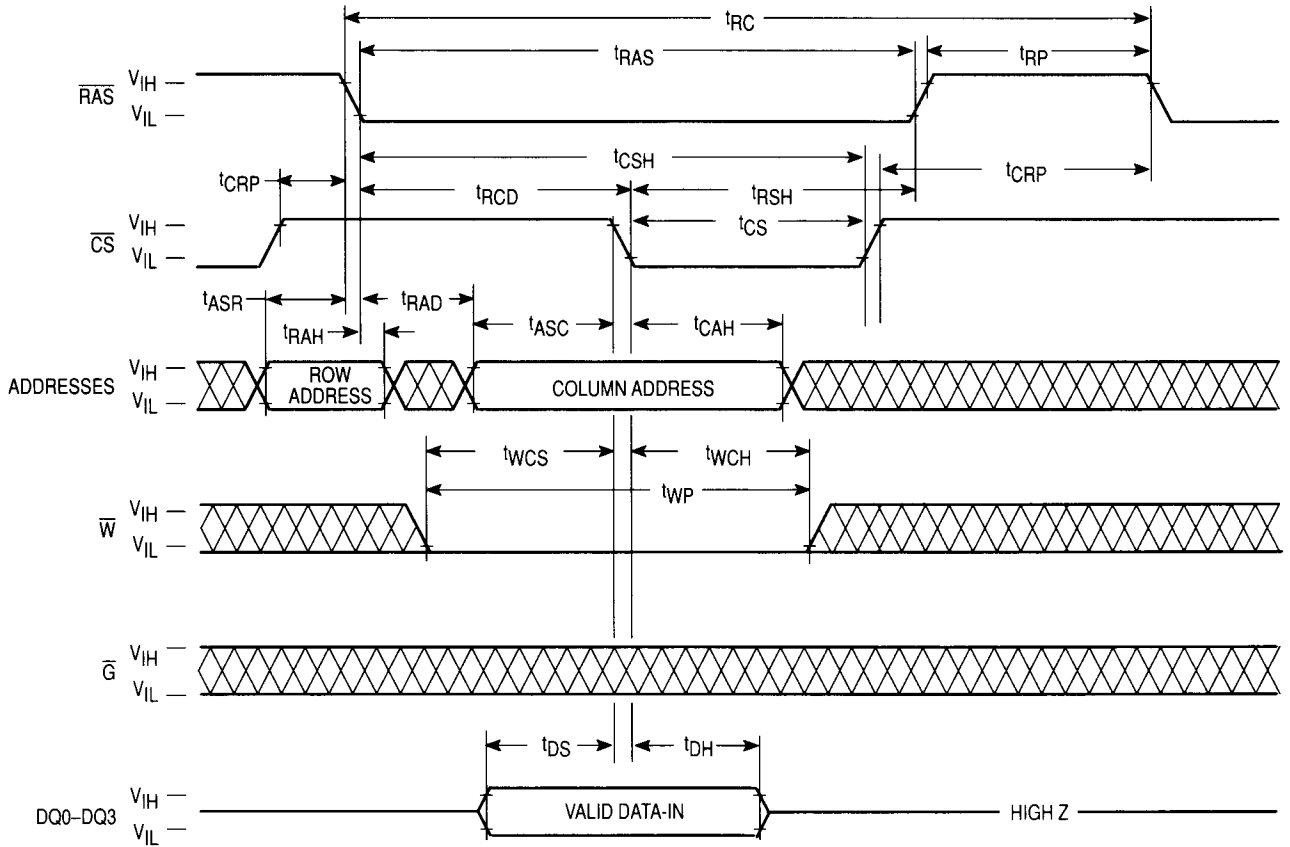 tRC
tRAS
tRP
RAS
VIH
VIL
tCSH
tCRP
tRCD
tRSH
tCRP
CS
VIH
VIL
tCS
tASR
tRAD
tRAH
tASC
tCAH
ADDRESSES
VIH
VIL
ROW
ADDRESS
COLUMN ADDRESS
tWCS
tWCH
tWP
W
VIH
VIL
G
VIH
VIL
tDS
tDH
DQ0–DQ3
VIH
VIL
VALID DATA-IN
HIGH Z